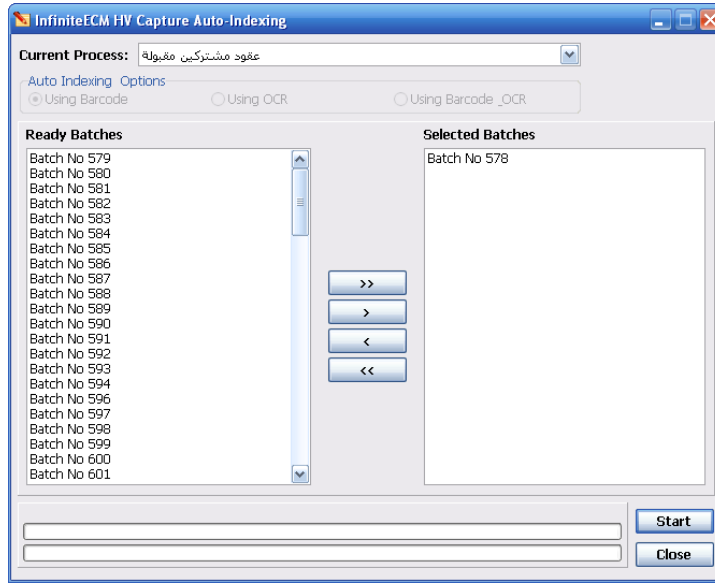 InfiniteECM HV Capture Auto-Indexing
Current Process: عقود مشتركين مقبولة
Auto Indexing Options
Using Barcode Using OCR Using Barcode _OCR
Ready Batches Selected Batches
Batch No 579 Batch No 578
Batch No 580
Batch No 581
Batch No 582
Batch No 583
Batch No 584
Batch No 585
Batch No 586
Batch No 587
Batch No 588
Batch No 589
Batch No 590
Batch No 591
Batch No 592
Batch No 593
Batch No 594
Batch No 596
Batch No 597
Batch No 598
Batch No 599
Batch No 600
Batch No 601
>>
>
<
<<
Start
Close